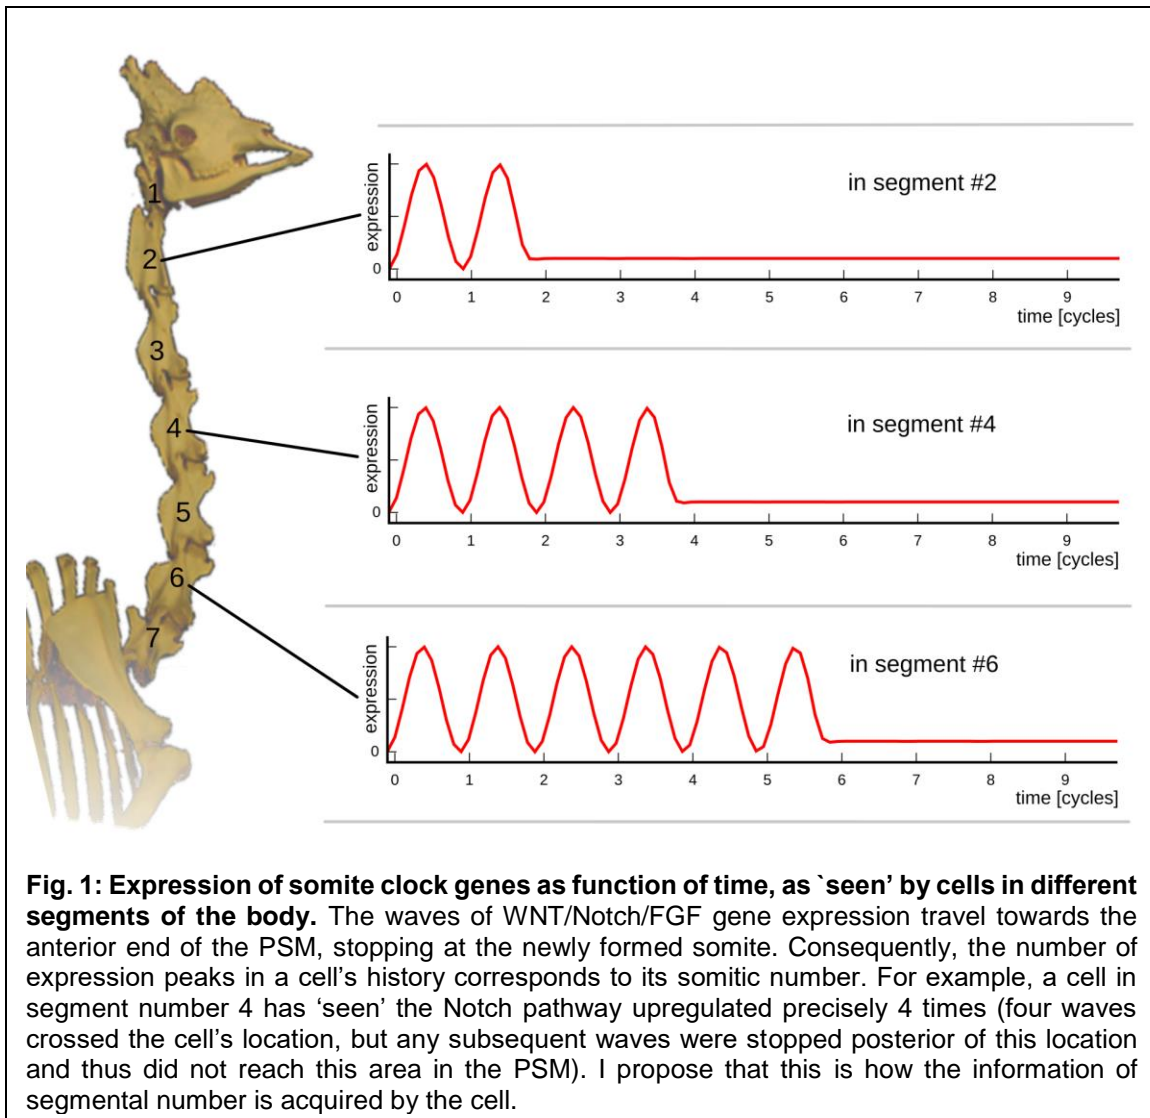 1
2
3
4
5
6
7
in segment #2
expression
0
0 1 2 3 4 5 6 7 8 9
time [cycles]
in segment #4
expression
0
0 1 2 3 4 5 6 7 8 9
time [cycles]
in segment #6
expression
0
0 1 2 3 4 5 6 7 8 9
time [cycles]
Fig. 1: Expression of somite clock genes as function of time, as `seen’ by cells in different
segments of the body. The waves of WNT/Notch/FGF gene expression travel towards the
anterior end of the PSM, stopping at the newly formed somite. Consequently, the number of
expression peaks in a cell’s history corresponds to its somitic number. For example, a cell in
segment number 4 has ‘seen’ the Notch pathway upregulated precisely 4 times (four waves
crossed the cell’s location, but any subsequent waves were stopped posterior of this location
and thus did not reach this area in the PSM). I propose that this is how the information of
segmental number is acquired by the cell.